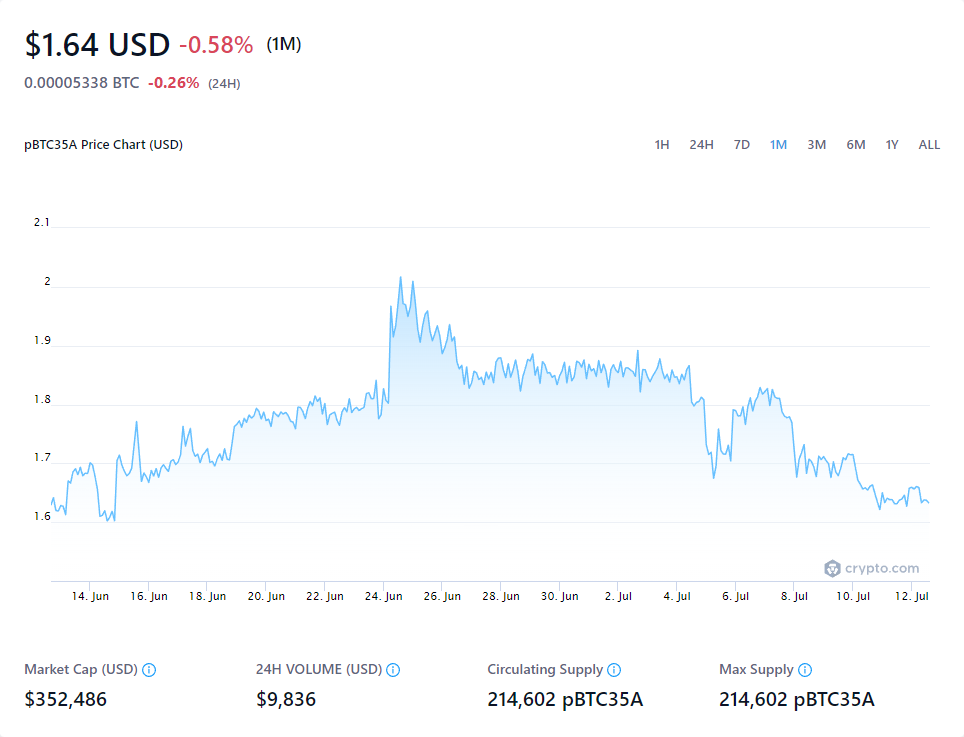 $1.64 USD -0.58% (1M)
0.00005338 BTC -0.26% (24H)
pBTC35A Price Chart (USD) 1H 24H 7D 1M 3M 6M 1Y ALL
2.1
2
1.9
1.8
1.7
1.6
crypto.com
14. Jun 16. Jun 18. Jun 20. Jun 22. Jun 24. Jun 26. Jun 28. Jun 30. Jun 2. Jul 4. Jul 6. Jul 8. Jul 10. Jul 12. Jul
Market Cap (USD) 24H VOLUME (USD) Circulating Supply Max Supply
$352,486 $9,836 214,602 pBTC35A 214,602 pBTC35A